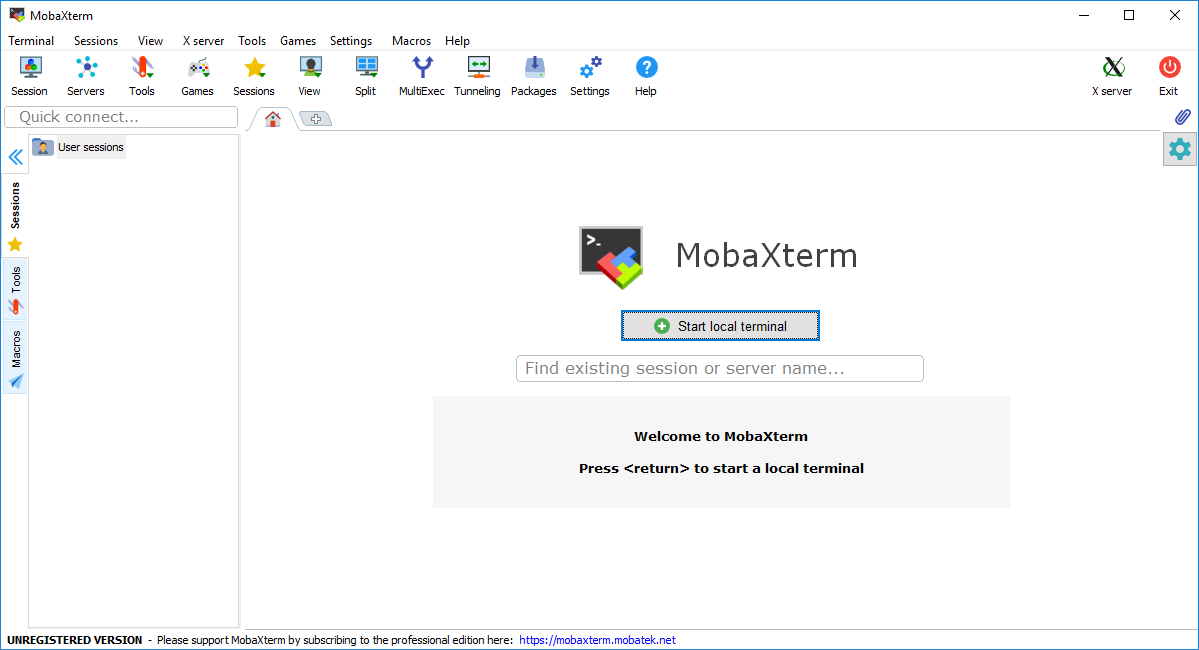 MobaXterm
Terminal Sessions View X server Tools Games Settings Macros Help
Session Servers Tools Games Sessions View Split MultiExec Tunneling Packages Settings Help X server Exit
Quick connect...
User sessions
Sessions
Tools
Macros
>_
MobaXterm
Start local terminal
Find existing session or server name...
Welcome to MobaXterm
Press <return> to start a local terminal
UNREGISTERED VERSION - Please support MobaXterm by subscribing to the professional edition here: https://mobaxterm.mobatek.net